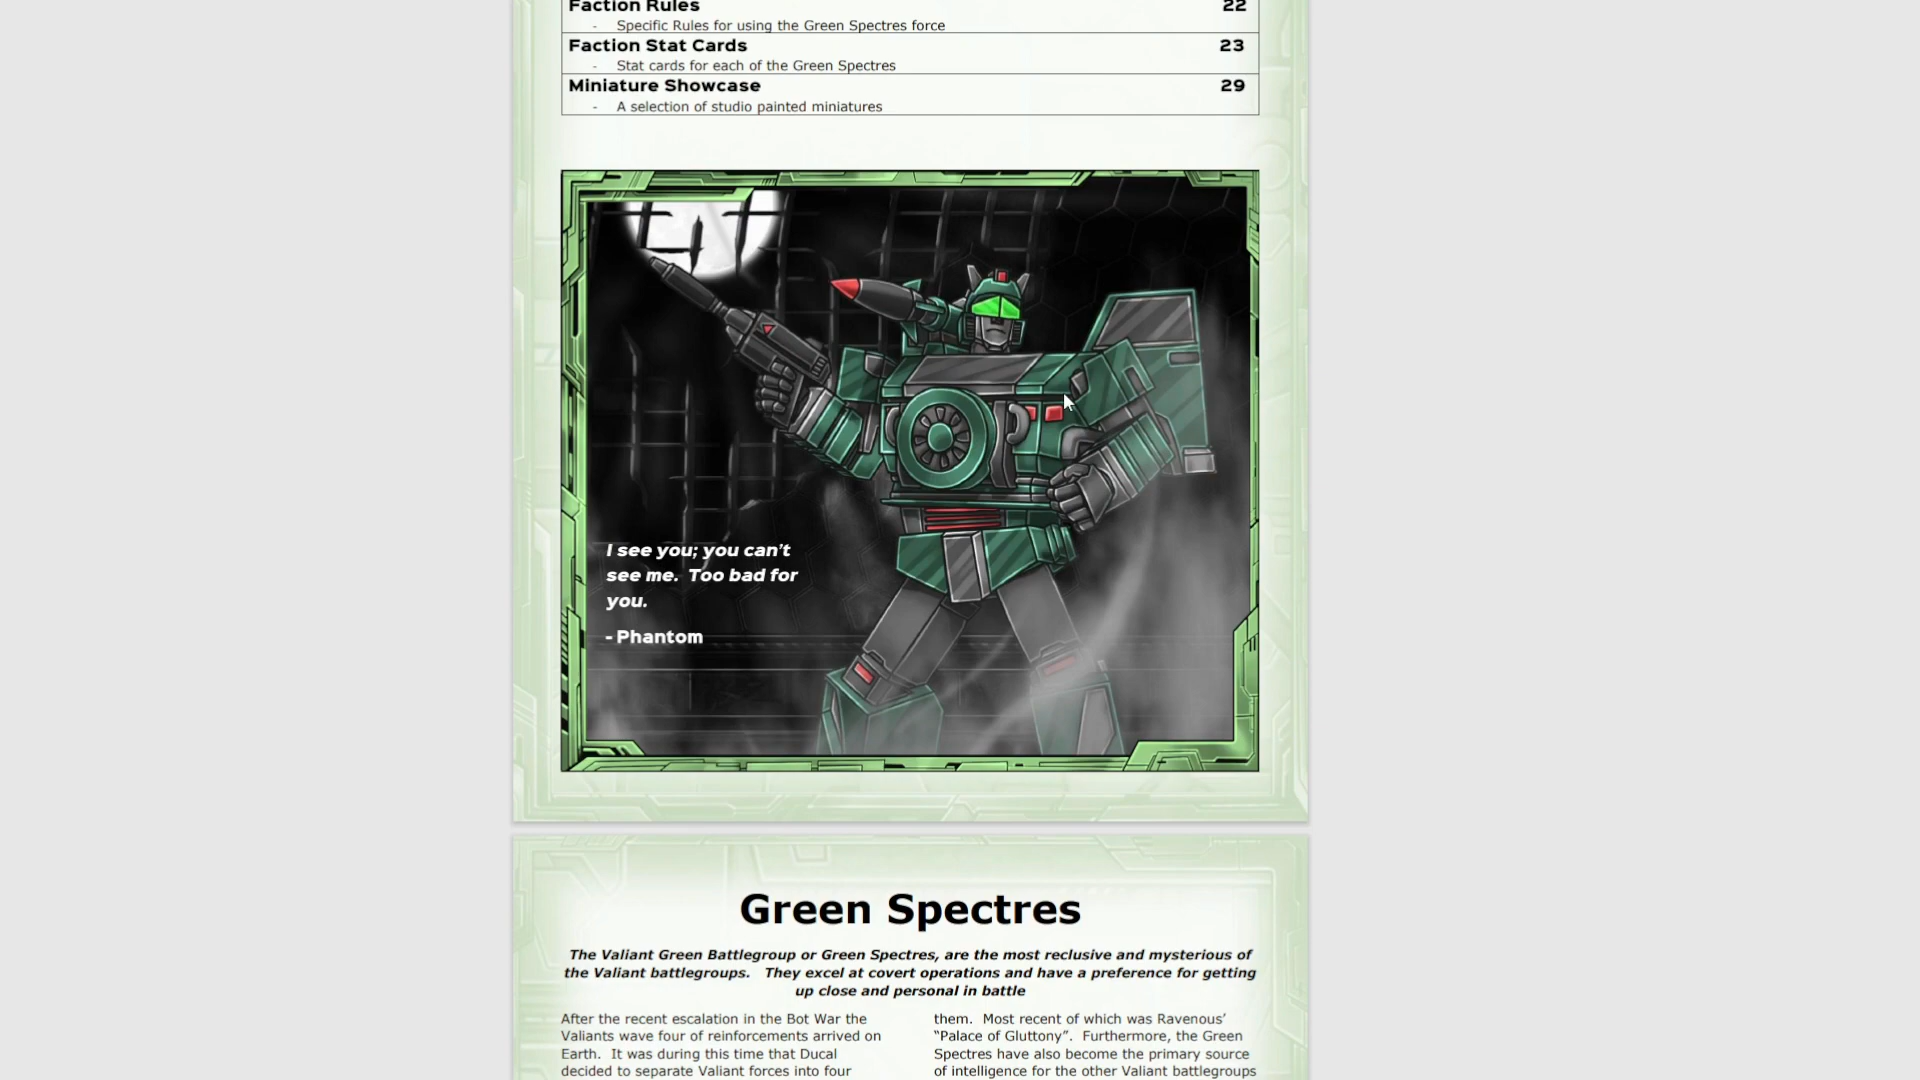 Faction Rules 22
- Specific Rules for using the Green Spectres force
Faction Stat Cards 23
- Stat cards for each of the Green Spectres
Miniature Showcase 29
- A selection of studio painted miniatures
I see you; you can't
see me. Too bad for
you.
- Phantom
Green Spectres
The Valiant Green Battlegroup or Green Spectres, are the most reclusive and mysterious of
the Valiant battlegroups. They excel at covert operations and have a preference for getting
up close and personal in battle
After the recent escalation in the Bot War the
Valiants wave four of reinforcements arrived on
Earth. It was during this time that Ducal
decided to separate Valiant forces into four
them. Most recent of which was Ravenous'
"Palace of Gluttony". Furthermore, the Green
Spectres have also become the primary source
of intelligence for the other Valiant battlegroups